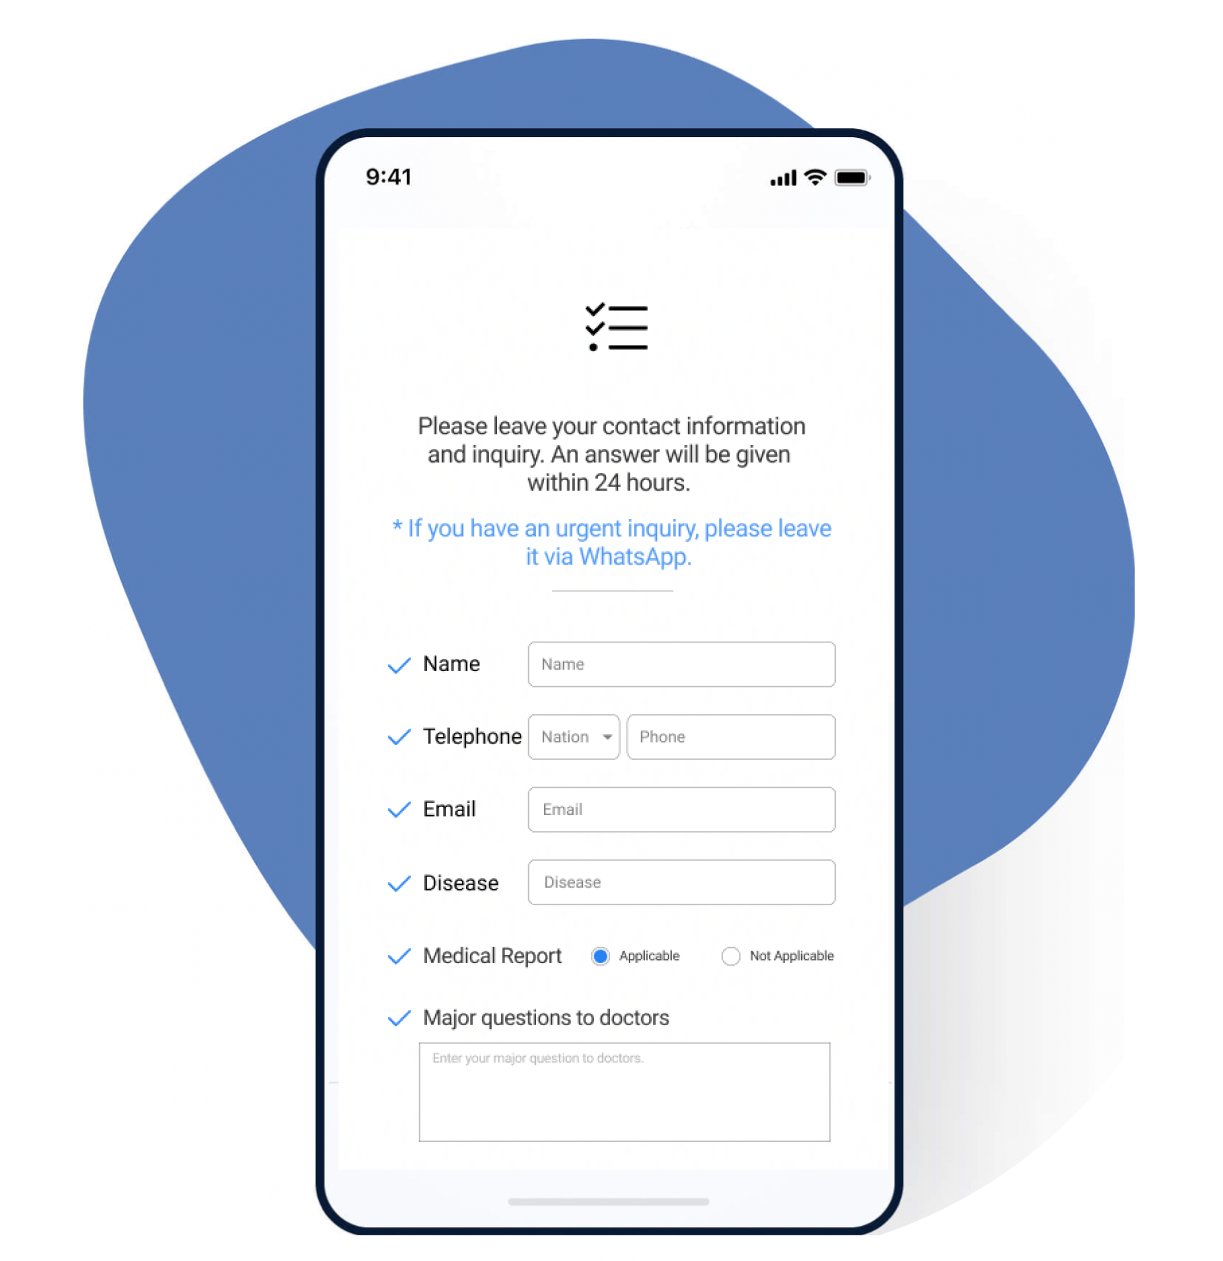 9:41
Please leave your contact information
and inquiry. An answer will be given
within 24 hours.
* If you have an urgent inquiry, please leave
it via WhatsApp.
Name Name
Telephone Nation Phone
Email Email
Disease Disease
Medical Report Applicable Not Applicable
Major questions to doctors
Enter your major question to doctors.